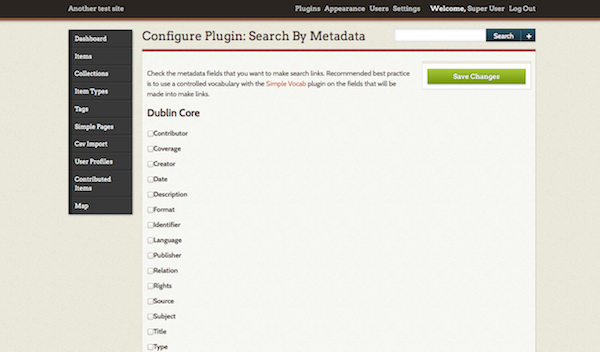 Another test site
Plugins Appearance Users Settings Welcome, Super User Log Out
Dashboard
Items
Collections
Item Types
Tags
Simple Pages
Csv Import
User Profiles
Contributed
Items
Map
Configure Plugin: Search By Metadata
Search +
Check the metadata fields that you want to make search links. Recommended best practice
is to use a controlled vocabulary with the Simple Vocab plugin on the fields that will be
made into make links.
Save Changes
Dublin Core
Contributor
Coverage
Creator
Date
Description
Format
Identifier
Language
Publisher
Relation
Rights
Source
Subject
Title
Type